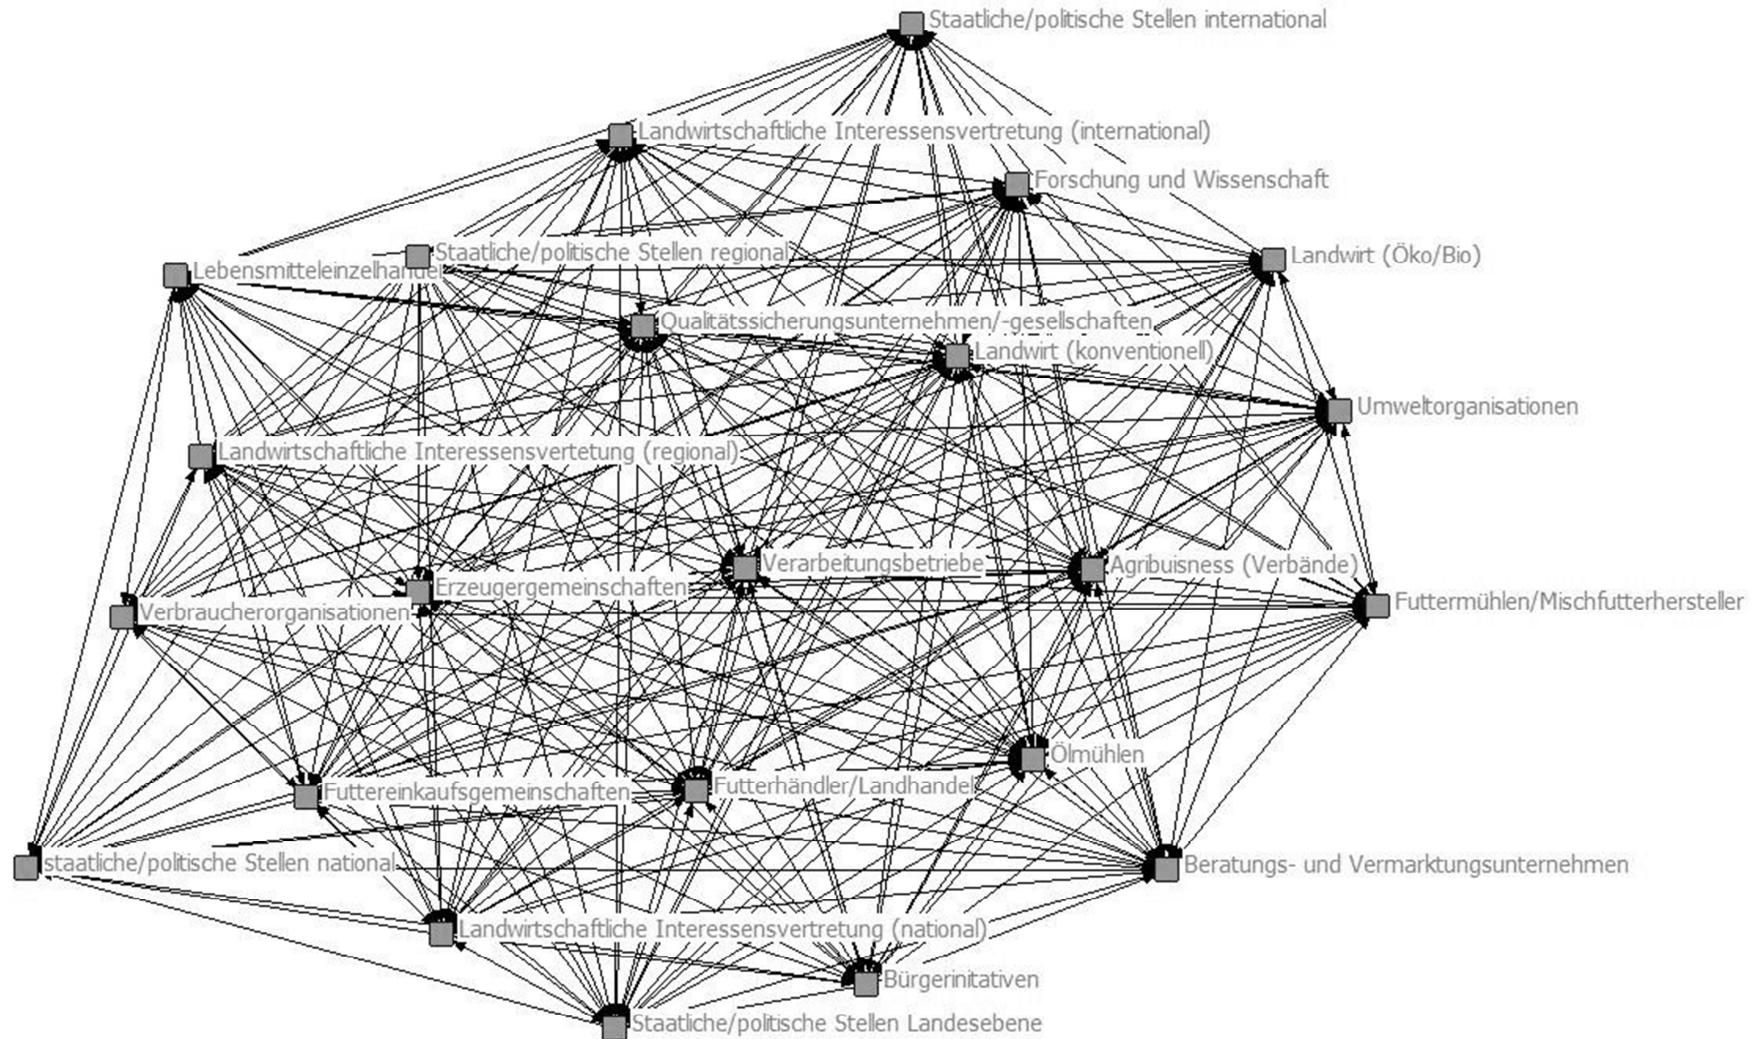 Staatliche/politische Stellen international
Landwirtschaftliche Interessensvertretung (international)
Forschung und Wissenschaft
Staatliche/politische Stellen regional
Landwirt (Öko/Bio)
Lebensmitteleinzelhandel
Qualitätssicherungsunternehmen/-gesellschaften
Landwirt (konventionell)
Umweltorganisationen
Landwirtschaftliche Interessensvertetung (regional)
Verarbeitungsbetriebe
Agribuisness (Verbände)
Erzeugergemeinschaften
Futtermühlen/Mischfutterhersteller
Verbraucherorganisationen
Ölmühlen
Futtereinkaufsgemeinschaften
Futterhändler/Landhandel
staatliche/politische Stellen national
Beratungs- und Vermarktungsunternehmen
Landwirtschaftliche Interessensvertretung (national)
Bürgerinitativen
Staatliche/politische Stellen Landesebene